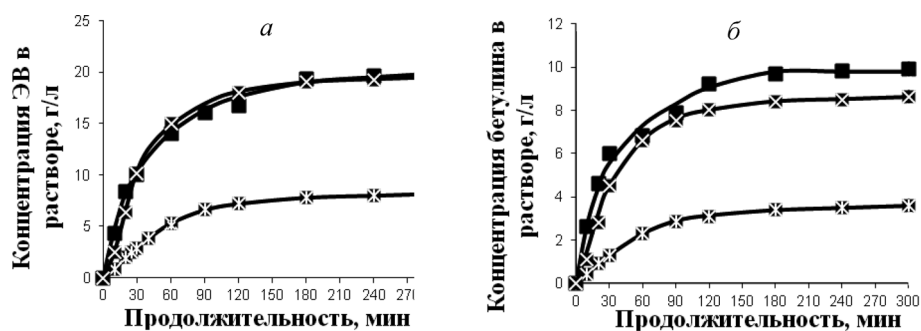 а
Концентрация ЭВ в
растворе, г/л
25
20
15
10
5
0
0 30 60 90 120 150 180 210 240 270
Продолжительность, мин
б
Концентрация бетулина в
растворе, г/л
12
10
8
6
4
2
0
0 30 60 90 120 150 180 210 240 270 300
Продолжительность, мин